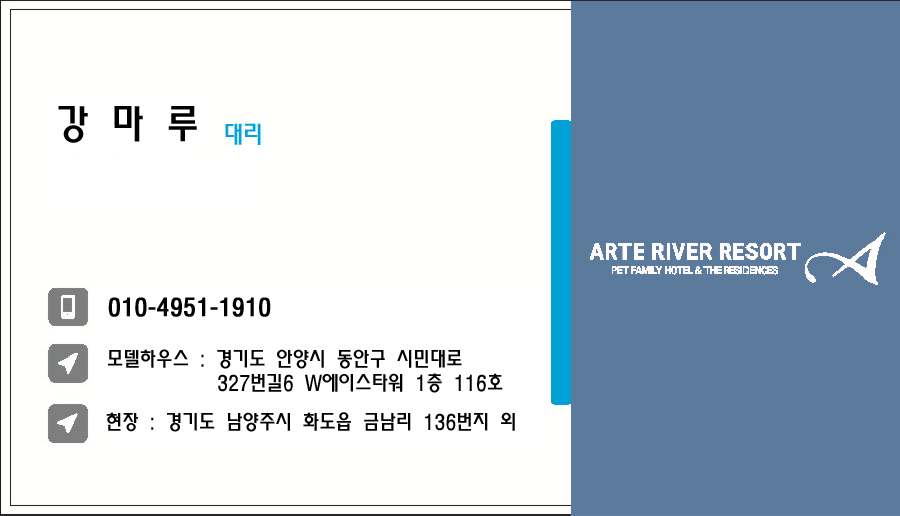 강 마 루 대리
010-4951-1910
모델하우스 : 경기도 안양시 동안구 시민대로
327번길6 W에이스타워 1층 116호
현장 : 경기도 남양주시 화도읍 금남리 136번지 외
ARTE RIVER RESORT
PET FAMILY HOTEL & THE RESIDENCES